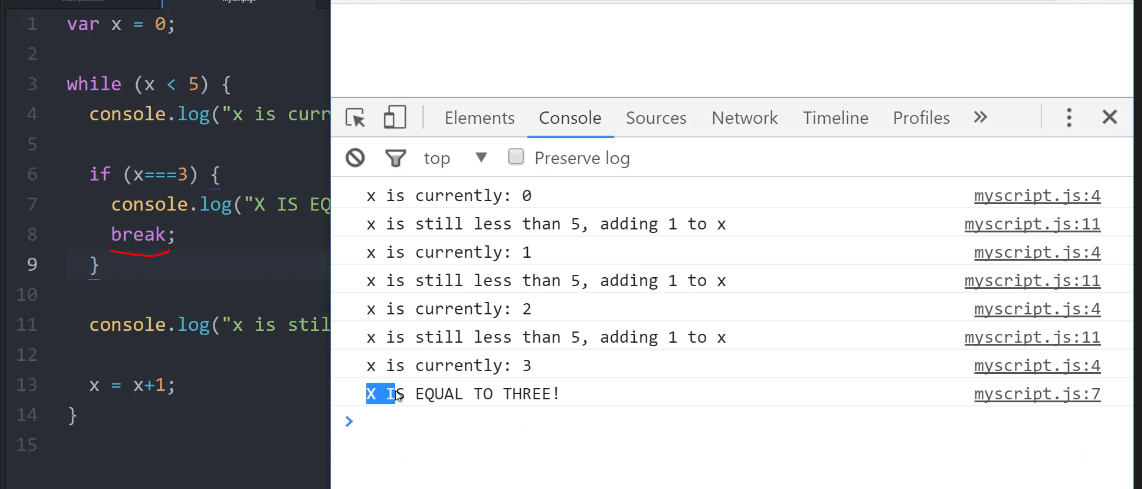 1 var x = 0;
2
3 while (x < 5) {
4 console.log("x is curr
5
6 if (x===3) {
7 console.log("X IS EQ
8 break;
9 }
10
11 console.log("x is stil
12
13 x = x+1;
14 }
15
Elements Console Sources Network Timeline Profiles »
top ▼ Preserve log
x is currently: 0 myscript.js:4
x is still less than 5, adding 1 to x myscript.js:11
x is currently: 1 myscript.js:4
x is still less than 5, adding 1 to x myscript.js:11
x is currently: 2 myscript.js:4
x is still less than 5, adding 1 to x myscript.js:11
x is currently: 3 myscript.js:4
X IS EQUAL TO THREE! myscript.js:7
>